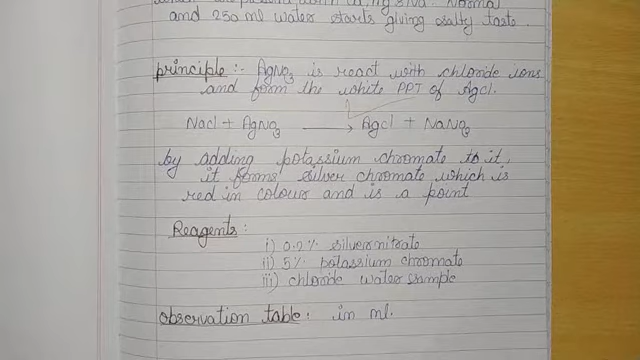 and 250 ml water starts giving salty taste.
principle :- AgNO3 is react with chloride ions
and form the white PPT of Agcl.
Nacl + AgNO3 → Agcl + NaNO3
by adding potassium chromate to it,
it forms silver chromate which is
red in colour and is a point
Reagents :
i) 0.2% silver nitrate
ii) 5% potassium chromate
iii) chloride water sample
observation table: in ml.